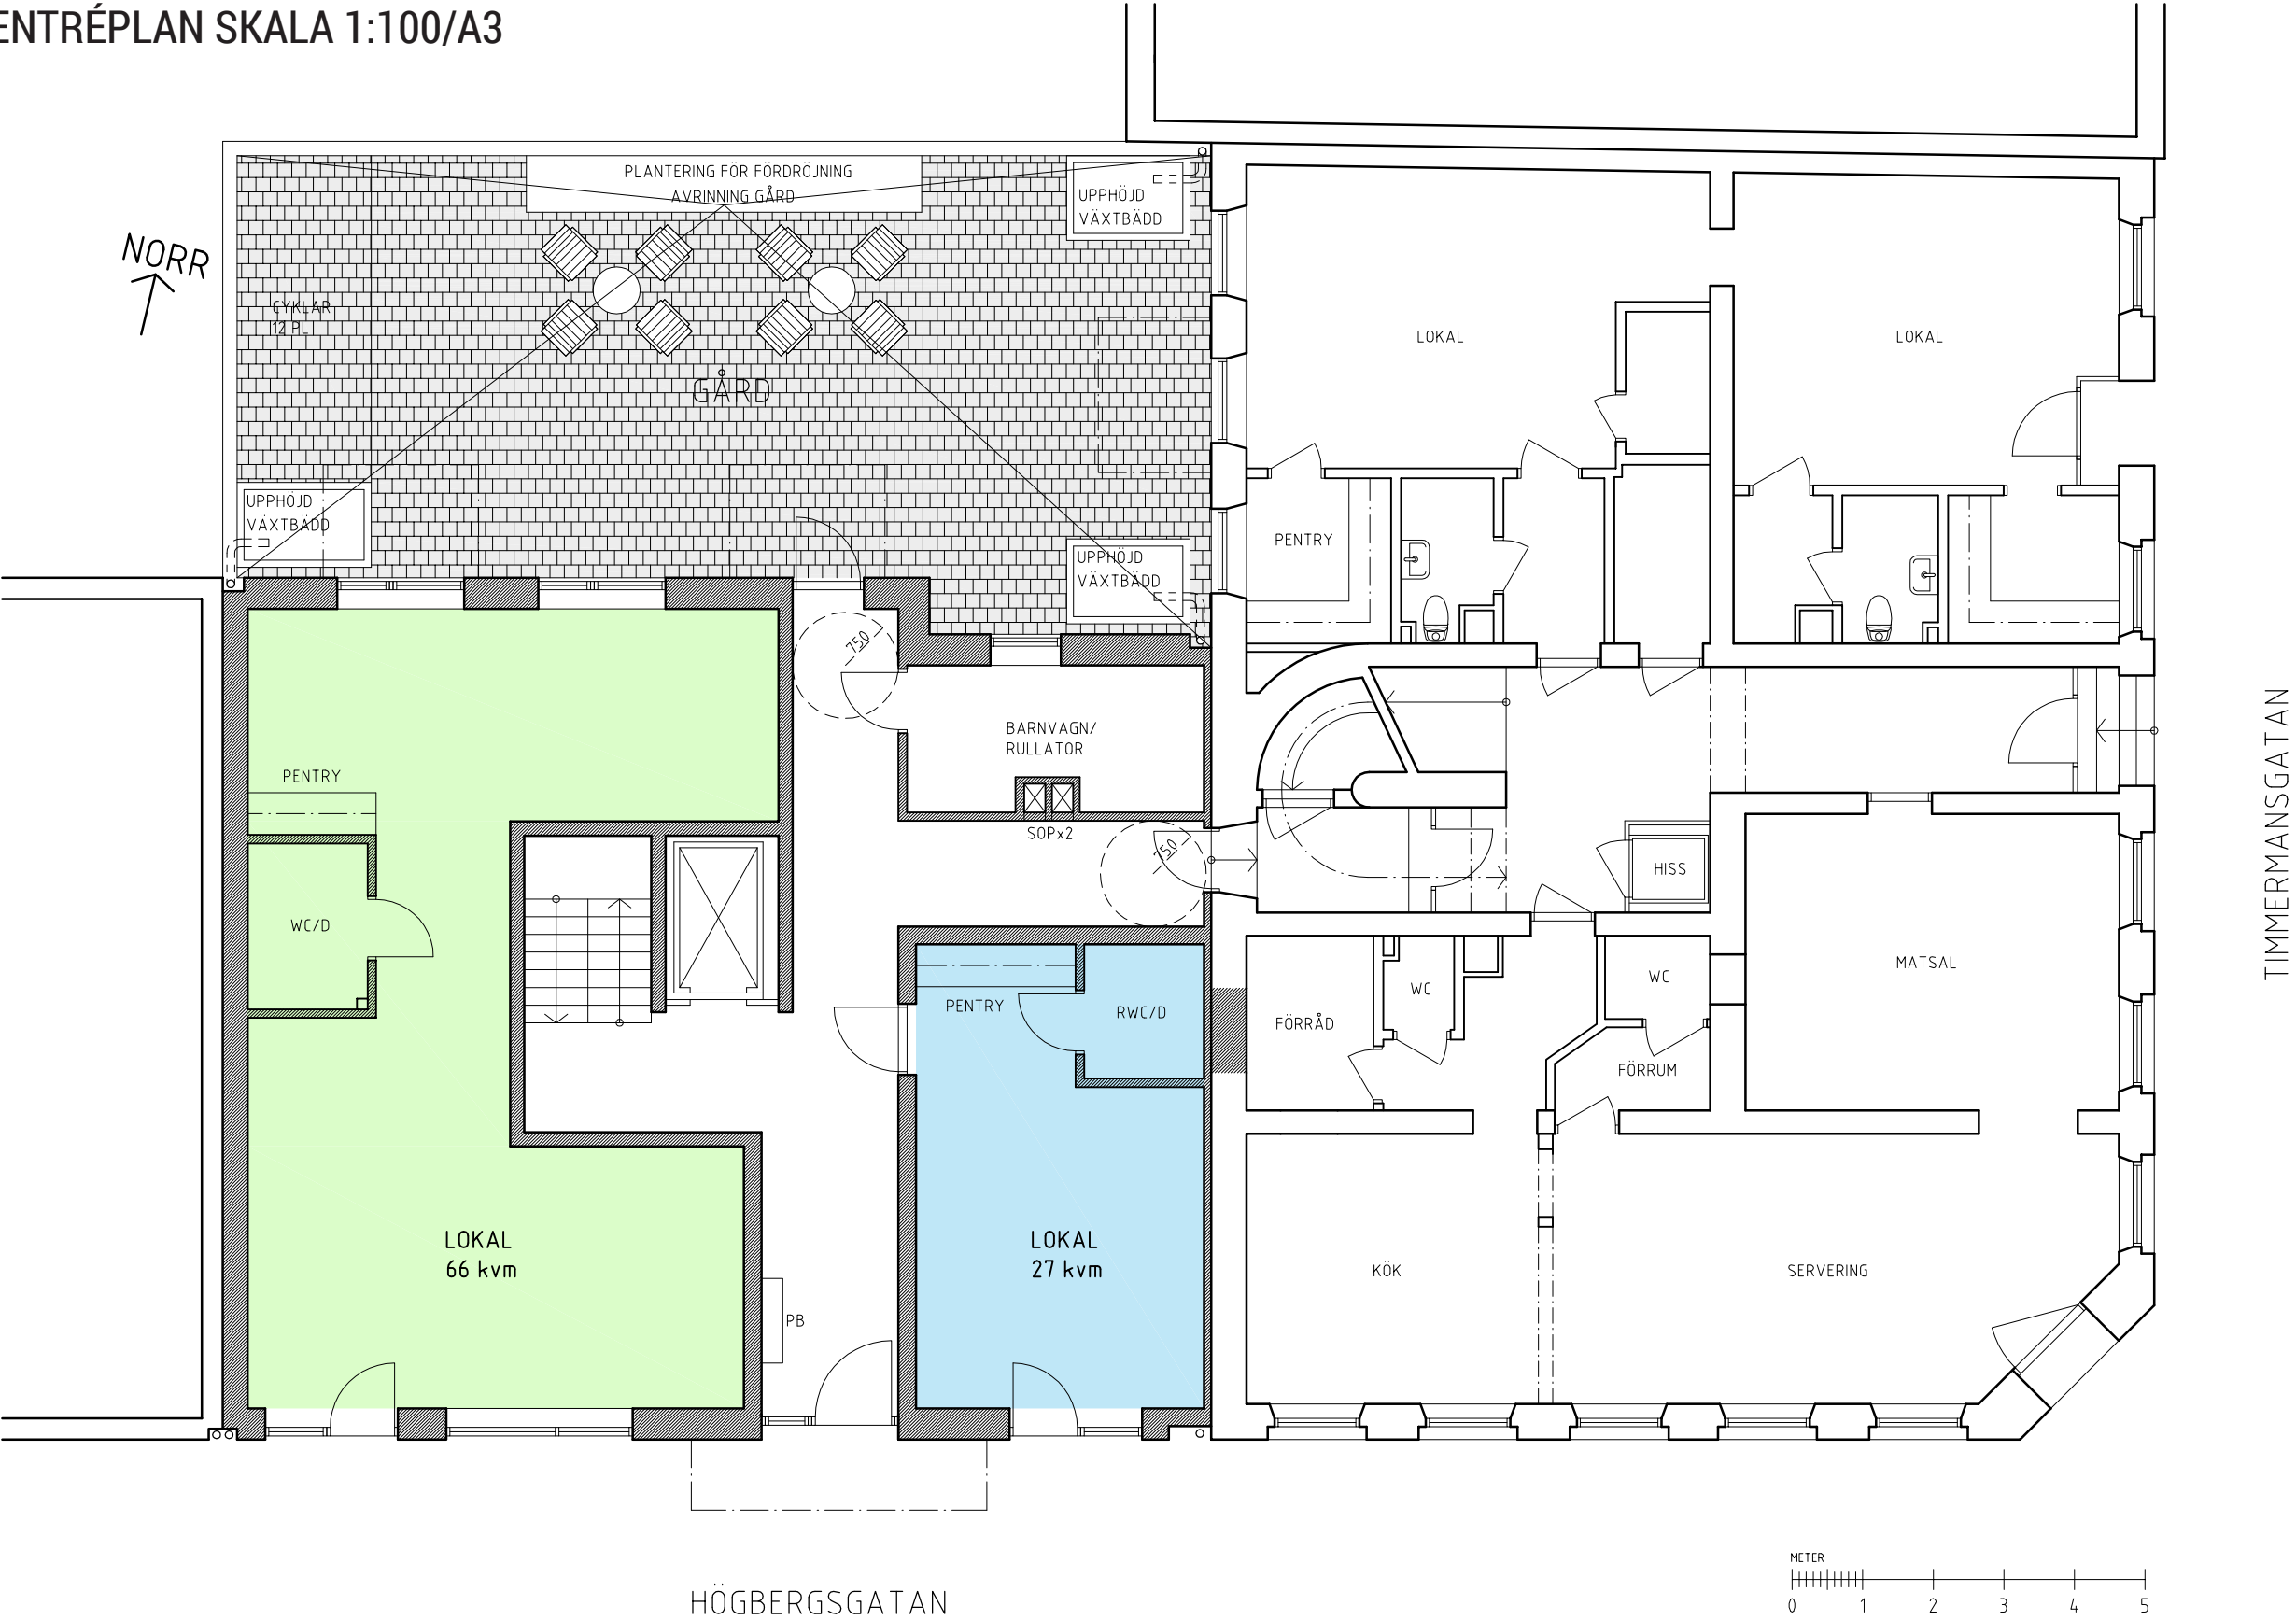 ENTRÉPLAN SKALA 1:100/A3
PLANTERING FÖR FÖRDRÖJNING
AVRINNING GÅRD
UPPHÖJD
VÄXTBÄDD
NORR
CYKLAR
12 PL
GÅRD
LOKAL
LOKAL
UPPHÖJD
VÄXTBÄDD
UPPHÖJD
VÄXTBÄDD
PENTRY
750
BARNVAGN/
RULLATOR
PENTRY
SOPx2
750
HISS
WC/D
MATSAL
WC
WC
PENTRY
RWC/D
FÖRRÅD
FÖRRUM
LOKAL
66 kvm
LOKAL
27 kvm
KÖK
SERVERING
PB
TIMMERMANSGATAN
HÖGBERGSGATAN
METER
0 1 2 3 4 5